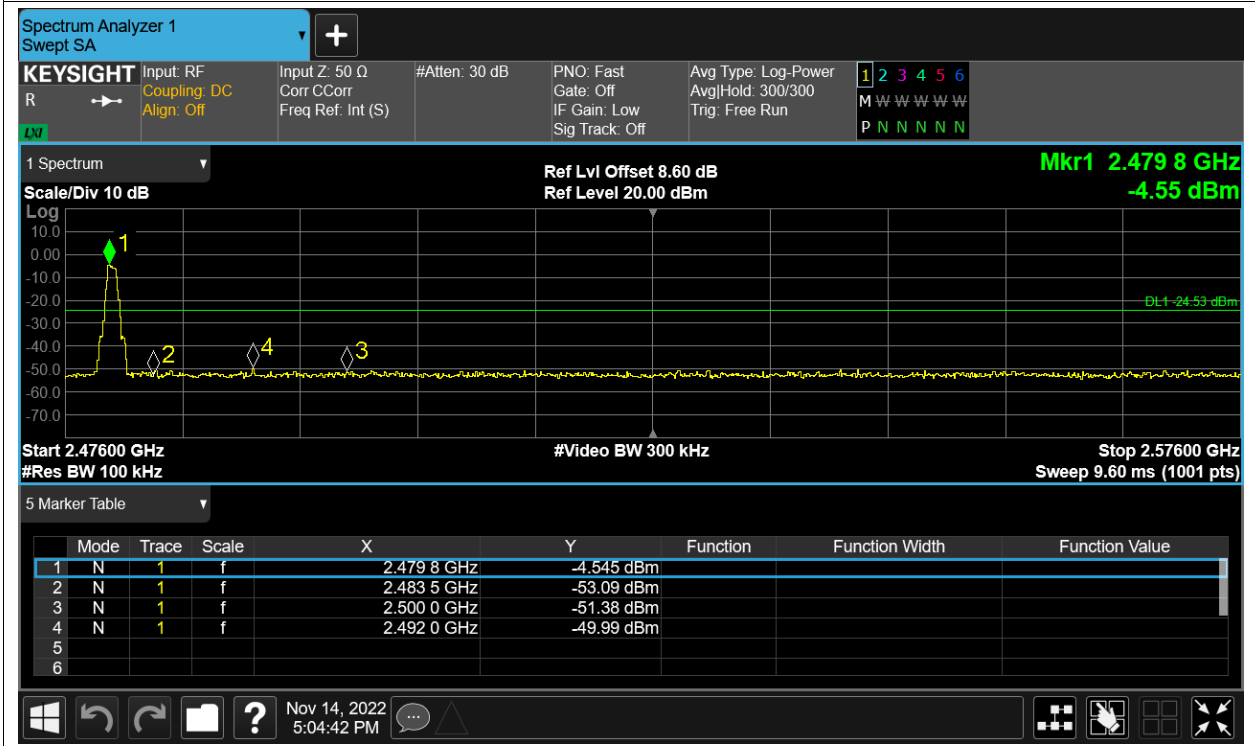 Spectrum Analyzer 1
Swept SA
+
KEYSIGHT
R
LXI
Input: RF
Coupling: DC
Align: Off
Input Z: 50 Ω
Corr CCorr
Freq Ref: Int (S)
#Atten: 30 dB
PNO: Fast
Gate: Off
IF Gain: Low
Sig Track: Off
Avg Type: Log-Power
Avg|Hold: 300/300
Trig: Free Run
1 2 3 4 5 6
M W W W W W
P N N N N N
1 Spectrum
Scale/Div 10 dB
Ref Lvl Offset 8.60 dB
Ref Level 20.00 dBm
Mkr1 2.479 8 GHz
-4.55 dBm
Log
10.0
0.00
-10.0
-20.0
-30.0
-40.0
-50.0
-60.0
-70.0
1
2
4
3
DL1 -24.53 dBm
Start 2.47600 GHz
#Res BW 100 kHz
#Video BW 300 kHz
Stop 2.57600 GHz
Sweep 9.60 ms (1001 pts)
5 Marker Table
Mode Trace Scale X Y Function Function Width Function Value
1 N 1 f 2.479 8 GHz -4.545 dBm
2 N 1 f 2.483 5 GHz -53.09 dBm
3 N 1 f 2.500 0 GHz -51.38 dBm
4 N 1 f 2.492 0 GHz -49.99 dBm
5
6
?
Nov 14, 2022
5:04:42 PM